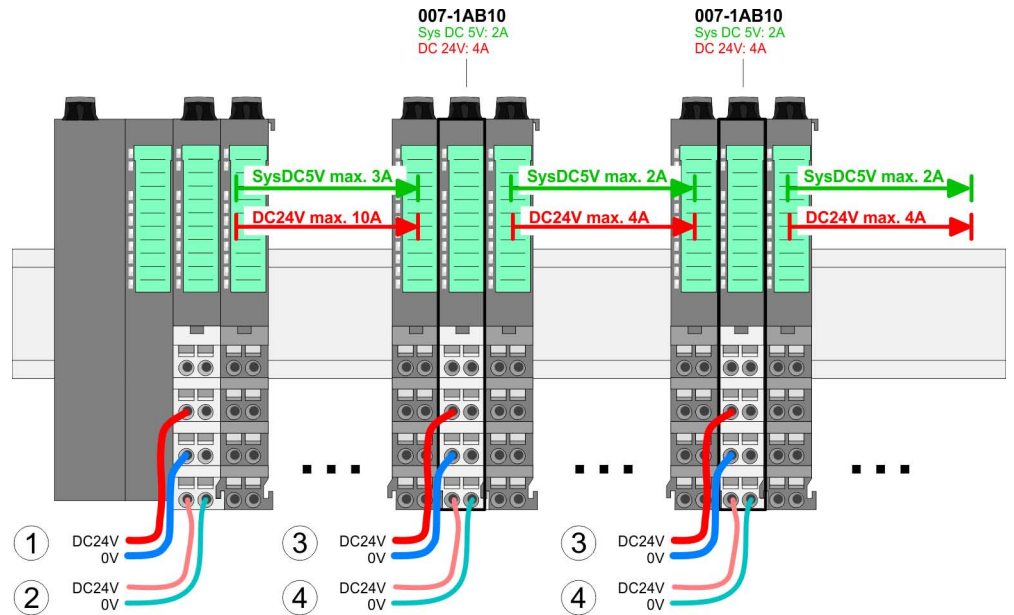 007-1AB10
Sys DC 5V: 2A
DC 24V: 4A
007-1AB10
Sys DC 5V: 2A
DC 24V: 4A
SysDC5V max. 3A
SysDC5V max. 2A
SysDC5V max. 2A
DC24V max. 10A
DC24V max. 4A
DC24V max. 4A
1
DC24V
0V
3
DC24V
0V
3
DC24V
0V
2
DC24V
0V
4
DC24V
0V
4
DC24V
0V